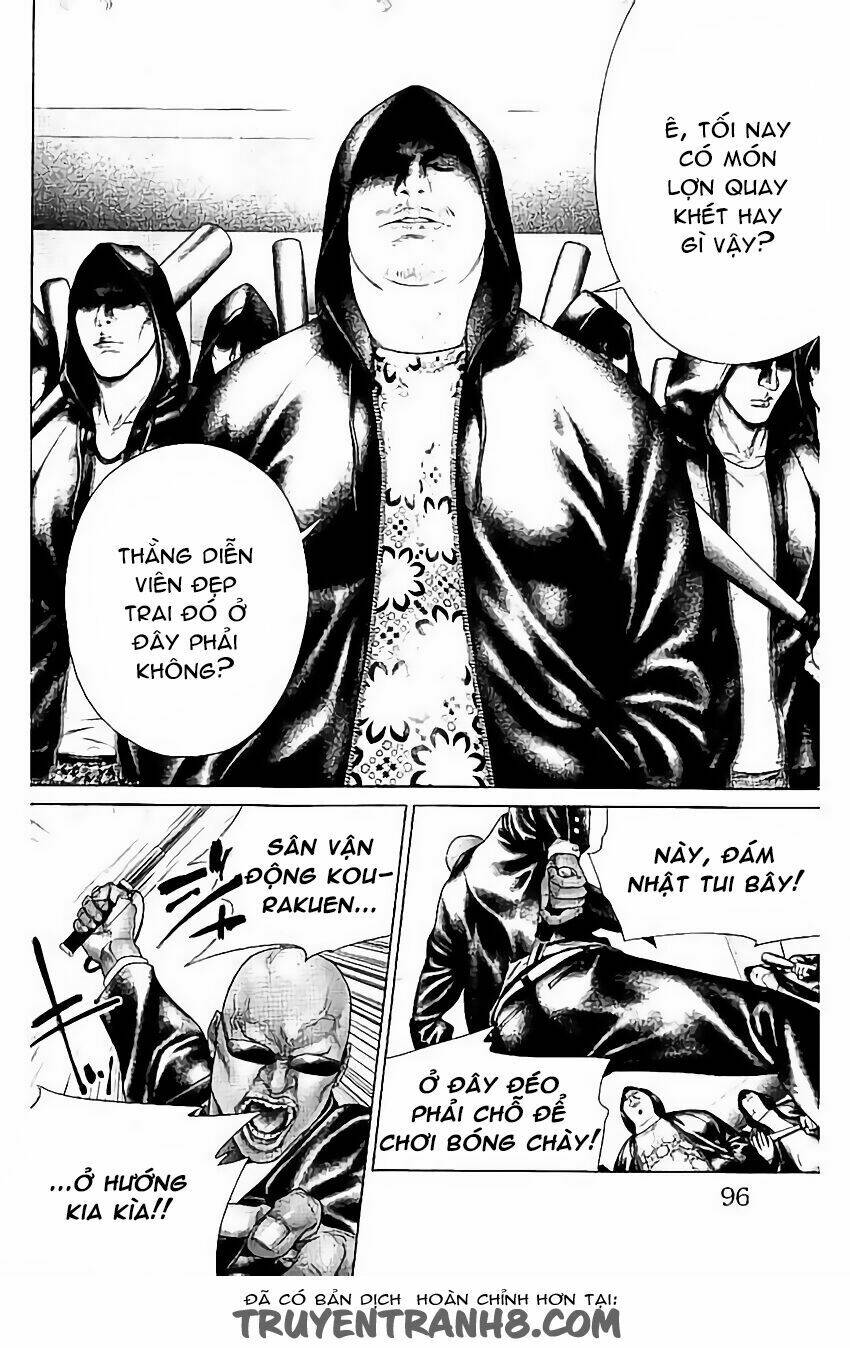 Ê, TỐI NAY
CÓ MÓN
LỢN QUAY
KHÉT HAY
GÌ VẬY?
THẰNG DIỄN
VIÊN ĐẸP
TRAI ĐÓ Ở
ĐÂY PHẢI
KHÔNG?
NÀY, ĐÁM
NHẬT TUI BÂY!
Ở ĐÂY ĐÉO
PHẢI CHỖ ĐỂ
CHƠI BÓNG CHÀY!
SÂN VẬN
ĐỘNG KOU-
RAKUEN...
...Ở HƯỚNG
KIA KÌA!!
96
ĐÃ CÓ BẢN DỊCH HOÀN CHỈNH HƠN TẠI:
TRUYENTRANH8.COM